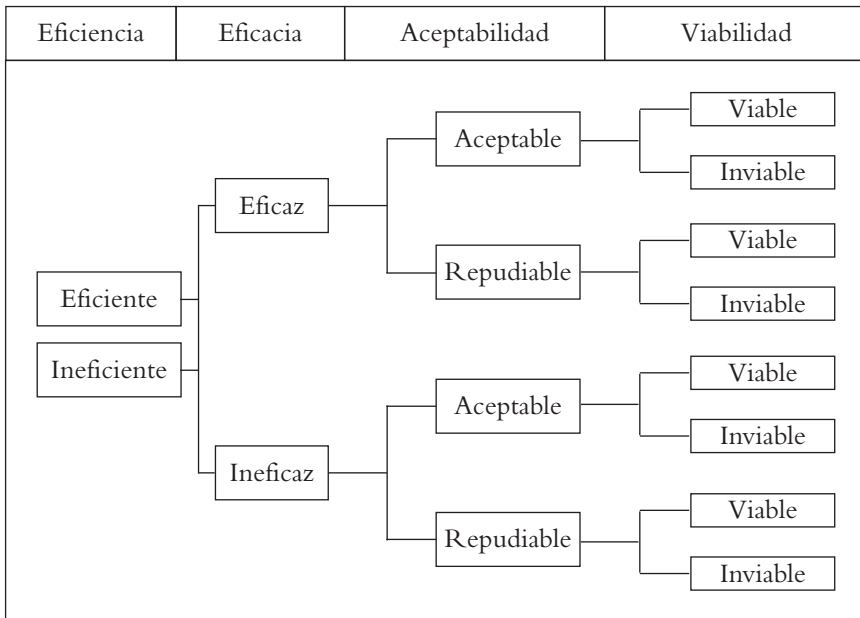 Eficiencia
Eficacia
Aceptabilidad
Viabilidad
Viable
Aceptable
Inviable
Eficaz
Viable
Repudiable
Inviable
Eficiente
Ineficiente
Viable
Aceptable
Inviable
Ineficaz
Viable
Repudiable
Inviable